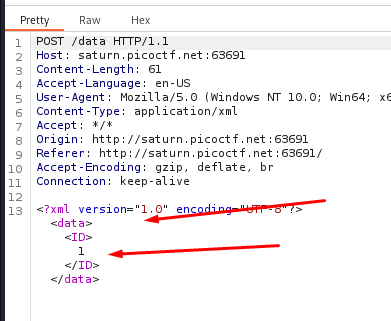 Pretty Raw Hex
1 POST /data HTTP/1.1
2 Host: saturn.picoctf.net:63691
3 Content-Length: 61
4 Accept-Language: en-US
5 User-Agent: Mozilla/5.0 (Windows NT 10.0; Win64;
6 Content-Type: application/xml
7 Accept: */*
8 Origin: http://saturn.picoctf.net:63691
9 Referer: http://saturn.picoctf.net:63691/
10 Accept-Encoding: gzip, deflate, br
11 Connection: keep-alive
12
13 <?xml version="1.0" encoding="UTF-8"?>
<data>
<ID>
1
</ID>
</data>